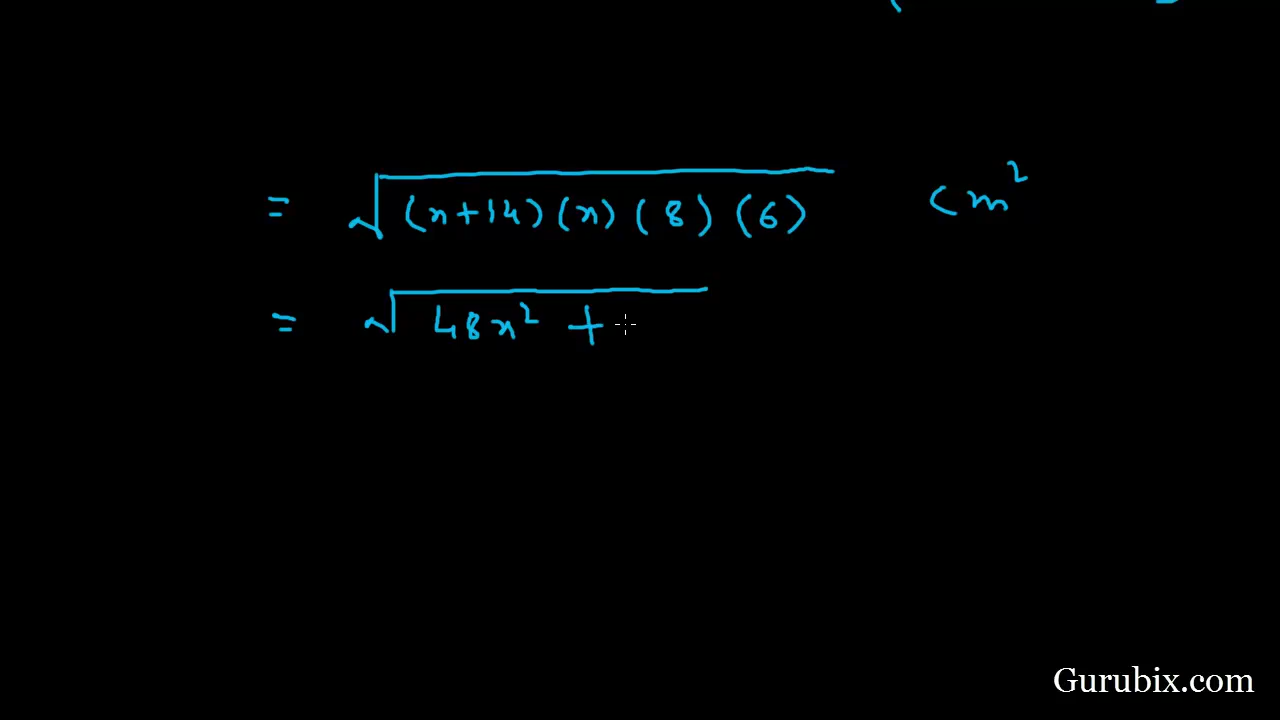 = √(x+14)(x)(8)(6) cm²
= √48x² +
Gurubix.com